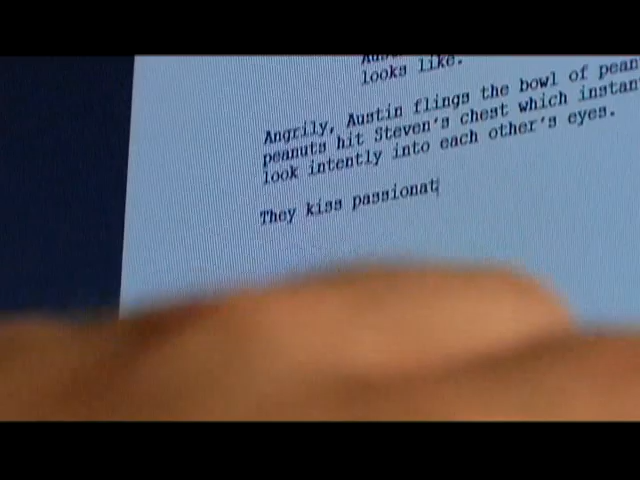 looks like.
Angrily, Austin flings the bowl of
peanuts hit Steven's chest which
look intently into each other's eyes.
They kiss passionat